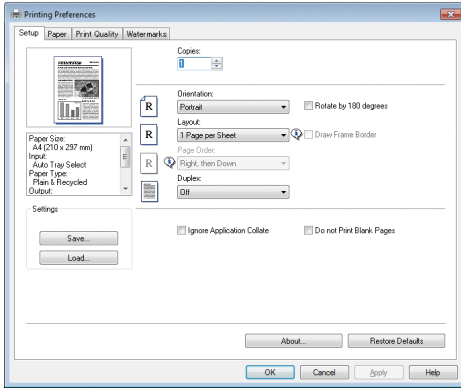 Printing Preferences
Setup Paper Print Quality Watermarks
Copies:
1
Orientation:
Portrait
Rotate by 180 degrees
Layout:
1 Page per Sheet
Draw Frame Border
Page Order:
Right, then Down
Duplex:
Off
Paper Size:
A4 (210 x 297 mm)
Input:
Auto Tray Select
Paper Type:
Plain & Recycled
Output:
Settings
Save...
Load...
Ignore Application Collate
Do not Print Blank Pages
About...
Restore Defaults
OK
Cancel
Apply
Help
R
R
R